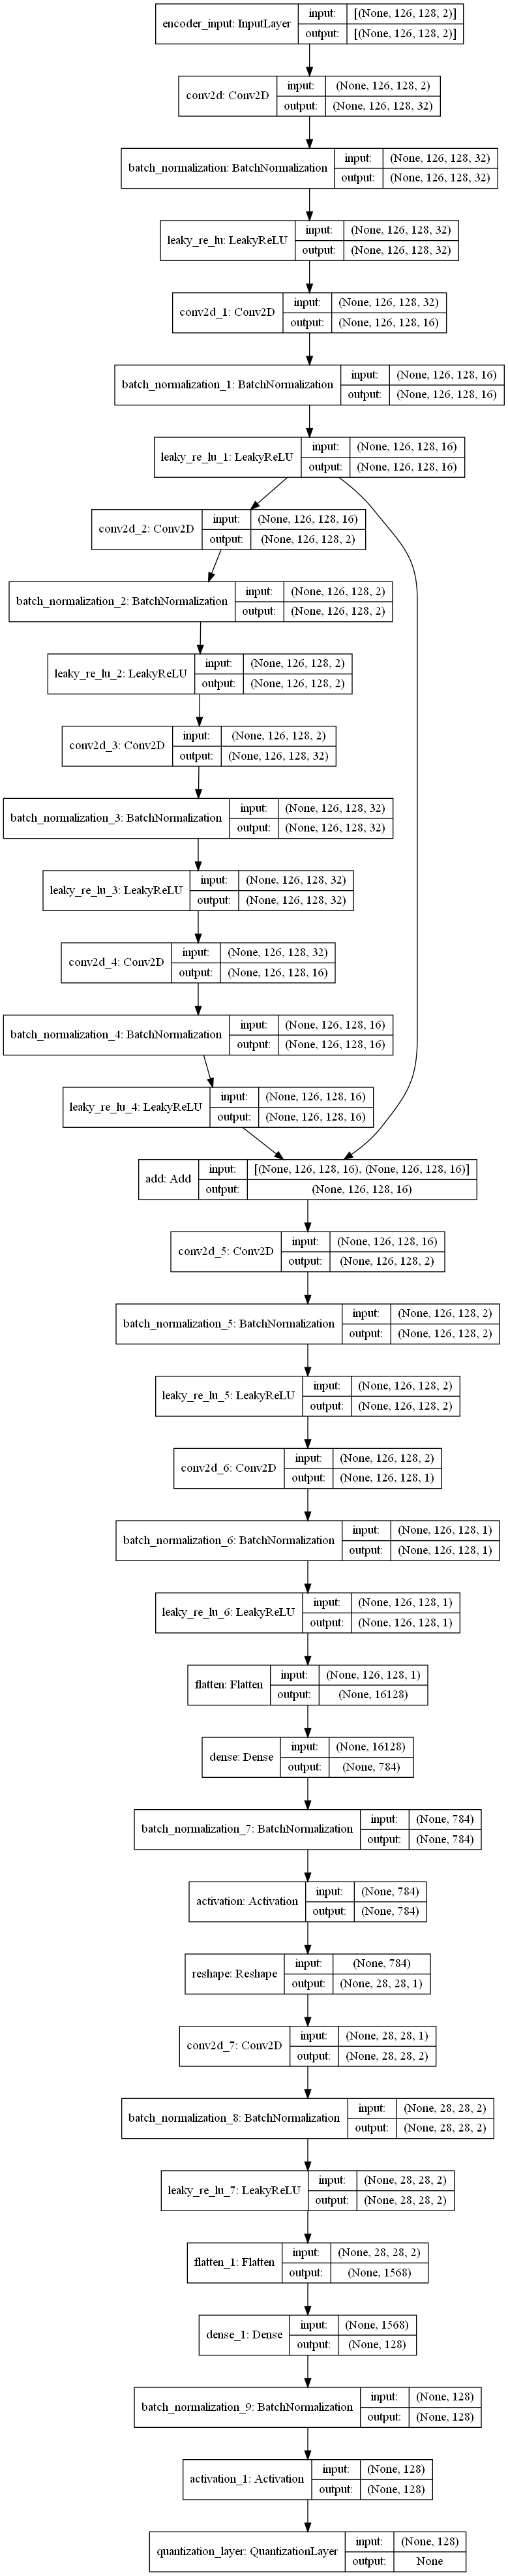 encoder_input: InputLayer
input: [(None, 126, 128, 2)]
output: [(None, 126, 128, 2)]
conv2d: Conv2D
input: (None, 126, 128, 2)
output: (None, 126, 128, 32)
batch_normalization: BatchNormalization
input: (None, 126, 128, 32)
output: (None, 126, 128, 32)
leaky_re_lu: LeakyReLU
input: (None, 126, 128, 32)
output: (None, 126, 128, 32)
conv2d_1: Conv2D
input: (None, 126, 128, 32)
output: (None, 126, 128, 16)
batch_normalization_1: BatchNormalization
input: (None, 126, 128, 16)
output: (None, 126, 128, 16)
leaky_re_lu_1: LeakyReLU
input: (None, 126, 128, 16)
output: (None, 126, 128, 16)
conv2d_2: Conv2D
input: (None, 126, 128, 16)
output: (None, 126, 128, 2)
batch_normalization_2: BatchNormalization
input: (None, 126, 128, 2)
output: (None, 126, 128, 2)
leaky_re_lu_2: LeakyReLU
input: (None, 126, 128, 2)
output: (None, 126, 128, 2)
conv2d_3: Conv2D
input: (None, 126, 128, 2)
output: (None, 126, 128, 32)
batch_normalization_3: BatchNormalization
input: (None, 126, 128, 32)
output: (None, 126, 128, 32)
leaky_re_lu_3: LeakyReLU
input: (None, 126, 128, 32)
output: (None, 126, 128, 32)
conv2d_4: Conv2D
input: (None, 126, 128, 32)
output: (None, 126, 128, 16)
batch_normalization_4: BatchNormalization
input: (None, 126, 128, 16)
output: (None, 126, 128, 16)
leaky_re_lu_4: LeakyReLU
input: (None, 126, 128, 16)
output: (None, 126, 128, 16)
add: Add
input: [(None, 126, 128, 16), (None, 126, 128, 16)]
output: (None, 126, 128, 16)
conv2d_5: Conv2D
input: (None, 126, 128, 16)
output: (None, 126, 128, 2)
batch_normalization_5: BatchNormalization
input: (None, 126, 128, 2)
output: (None, 126, 128, 2)
leaky_re_lu_5: LeakyReLU
input: (None, 126, 128, 2)
output: (None, 126, 128, 2)
conv2d_6: Conv2D
input: (None, 126, 128, 2)
output: (None, 126, 128, 1)
batch_normalization_6: BatchNormalization
input: (None, 126, 128, 1)
output: (None, 126, 128, 1)
leaky_re_lu_6: LeakyReLU
input: (None, 126, 128, 1)
output: (None, 126, 128, 1)
flatten: Flatten
input: (None, 126, 128, 1)
output: (None, 16128)
dense: Dense
input: (None, 16128)
output: (None, 784)
batch_normalization_7: BatchNormalization
input: (None, 784)
output: (None, 784)
activation: Activation
input: (None, 784)
output: (None, 784)
reshape: Reshape
input: (None, 784)
output: (None, 28, 28, 1)
conv2d_7: Conv2D
input: (None, 28, 28, 1)
output: (None, 28, 28, 2)
batch_normalization_8: BatchNormalization
input: (None, 28, 28, 2)
output: (None, 28, 28, 2)
leaky_re_lu_7: LeakyReLU
input: (None, 28, 28, 2)
output: (None, 28, 28, 2)
flatten_1: Flatten
input: (None, 28, 28, 2)
output: (None, 1568)
dense_1: Dense
input: (None, 1568)
output: (None, 128)
batch_normalization_9: BatchNormalization
input: (None, 128)
output: (None, 128)
activation_1: Activation
input: (None, 128)
output: (None, 128)
quantization_layer: QuantizationLayer
input: (None, 128)
output: None